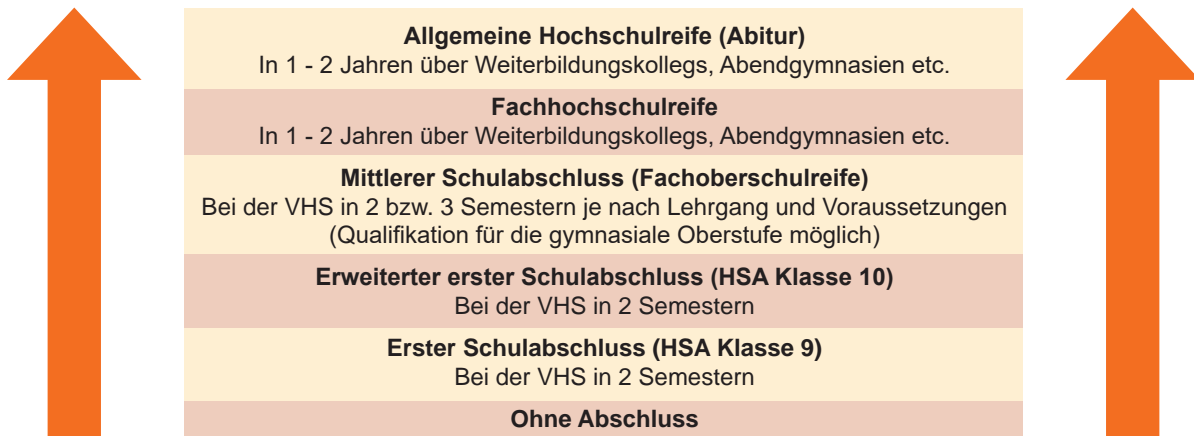 Allgemeine Hochschulreife (Abitur)
In 1 - 2 Jahren über Weiterbildungskollegs, Abendgymnasien etc.
Fachhochschulreife
In 1 - 2 Jahren über Weiterbildungskollegs, Abendgymnasien etc.
Mittlerer Schulabschluss (Fachoberschulreife)
Bei der VHS in 2 bzw. 3 Semestern je nach Lehrgang und Voraussetzungen
(Qualifikation für die gymnasiale Oberstufe möglich)
Erweiterter erster Schulabschluss (HSA Klasse 10)
Bei der VHS in 2 Semestern
Erster Schulabschluss (HSA Klasse 9)
Bei der VHS in 2 Semestern
Ohne Abschluss